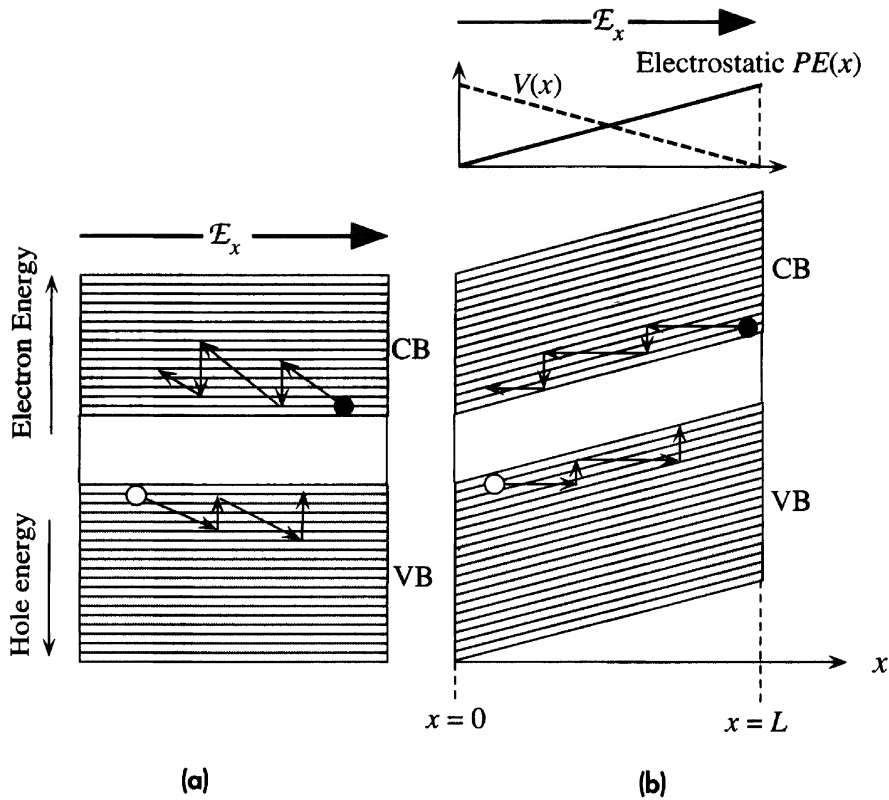 ℰx
Electrostatic PE(x)
V(x)
ℰx
CB
CB
Electron Energy
VB
VB
Hole energy
x
x = 0
x = L
(a)
(b)